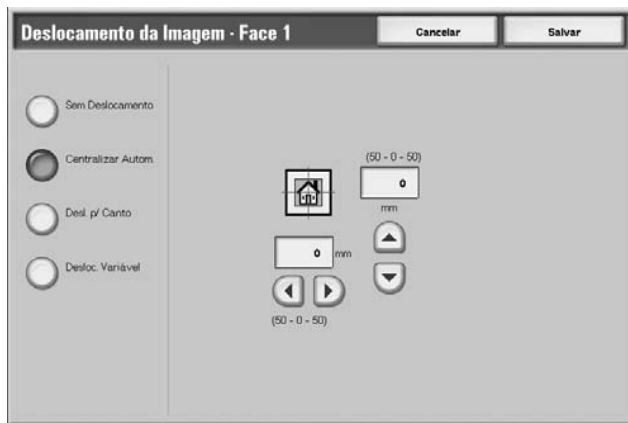 Deslocamento da Imagem - Face 1
Cancelar
Salvar
Sem Deslocamento
Centralizar Autom.
Desl. p/ Canto
Desloc. Variável
(50 - 0 - 50)
0
mm
0 mm
(50 - 0 - 50)